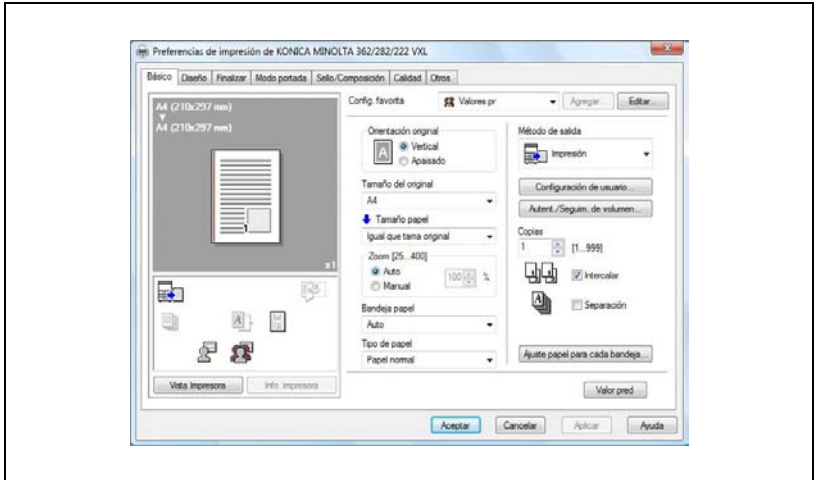 Preferencias de impresión de KONICA MINOLTA 362/282/222 VXL
Básico Diseño Finalizar Modo portada Sello/Composición Calidad Otros
A4 (210x297 mm)
A4 (210x297 mm)
1
x1
Vista Impresora Info. impresora
Config. favorita Valores pr Agregar... Editar...
Orientación original
A
Vertical
Apaisado
Tamaño del original
A4
Tamaño papel
Igual que tama original
Zoom [25...400]
Auto
Manual
100 %
Bandeja papel
Auto
Tipo de papel
Papel normal
Método de salida
Impresión
Configuración de usuario...
Autent./Seguim. de volumen...
Copias
1 [1...999]
Intercalar
Separación
Ajuste papel para cada bandeja...
Valor pred
Aceptar Cancelar Aplicar Ayuda